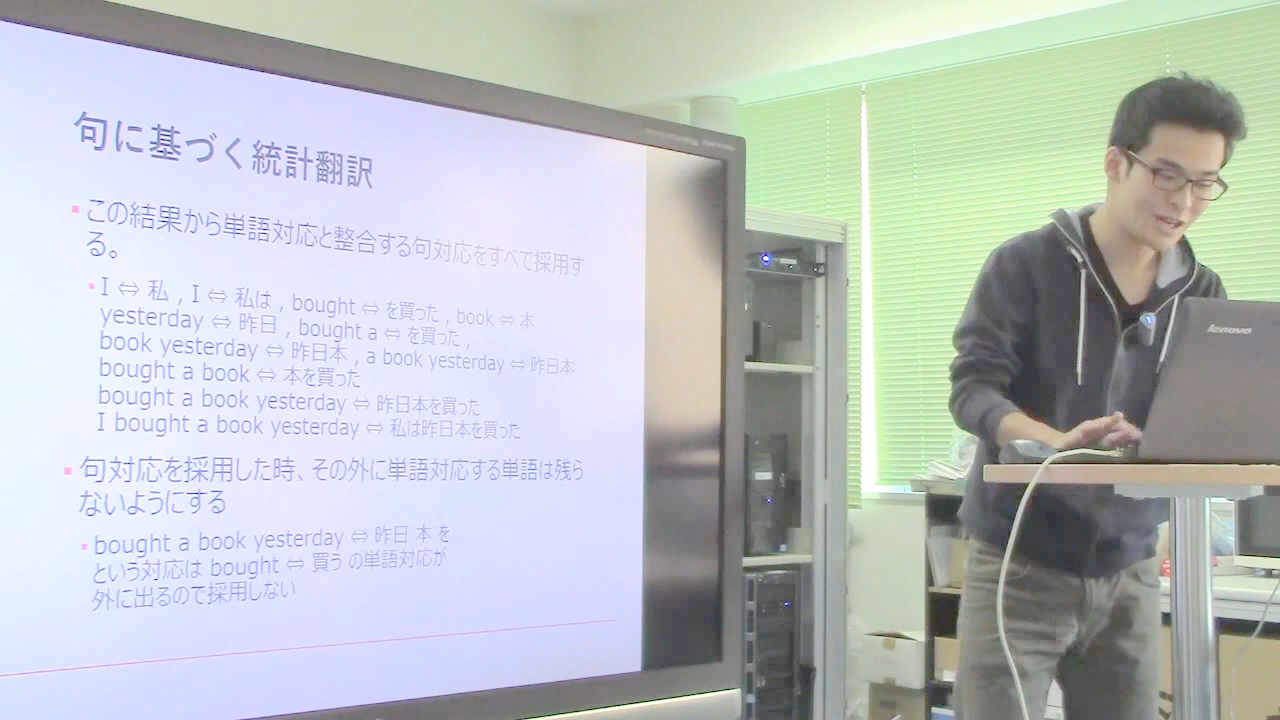 句に基づく統計翻訳
この結果から単語対応と整合する句対応をすべて採用す
る。
I ⇔ 私 , I ⇔ 私は , bought ⇔ を買った , book ⇔ 本
yesterday ⇔ 昨日 , bought a ⇔ を買った ,
book yesterday ⇔ 昨日本 , a book yesterday ⇔ 昨日本
bought a book ⇔ 本を買った
bought a book yesterday ⇔ 昨日本を買った
I bought a book yesterday ⇔ 私は昨日本を買った
句対応を採用した時、その外に単語対応する単語は残ら
ないようにする
bought a book yesterday ⇔ 昨日 本 を
という対応は bought ⇔ 買う の単語対応が
外に出るので採用しない
lenovo